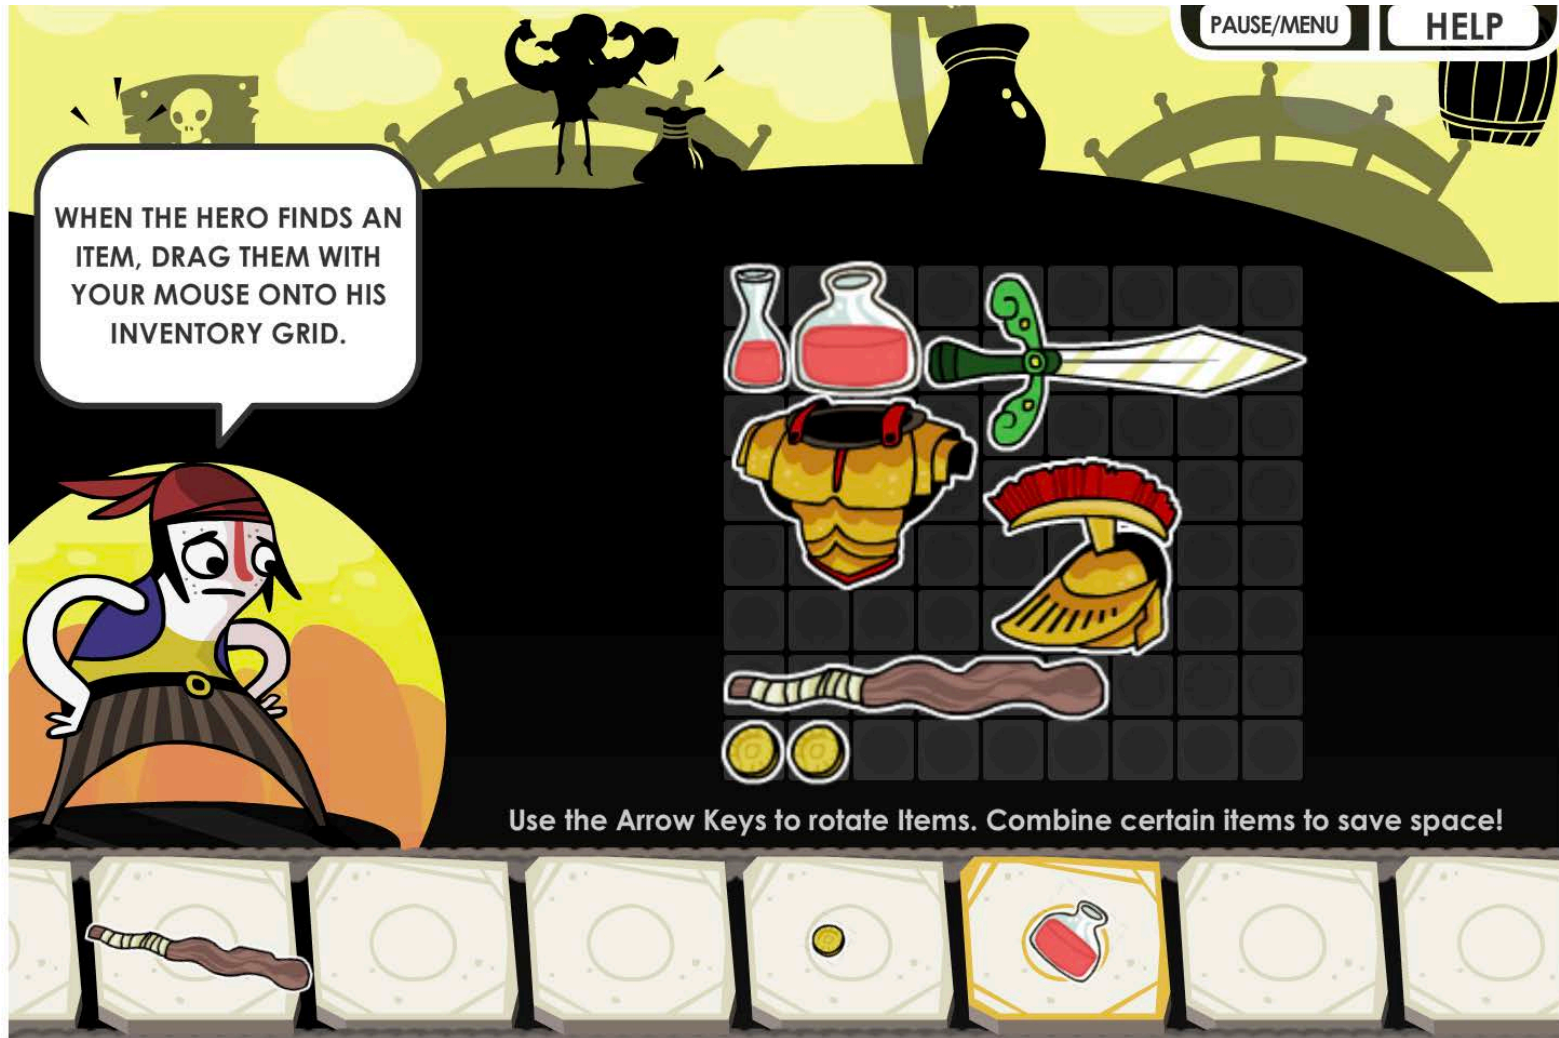 PAUSE/MENU
HELP
WHEN THE HERO FINDS AN
ITEM, DRAG THEM WITH
YOUR MOUSE ONTO HIS
INVENTORY GRID.
Use the Arrow Keys to rotate Items. Combine certain items to save space!